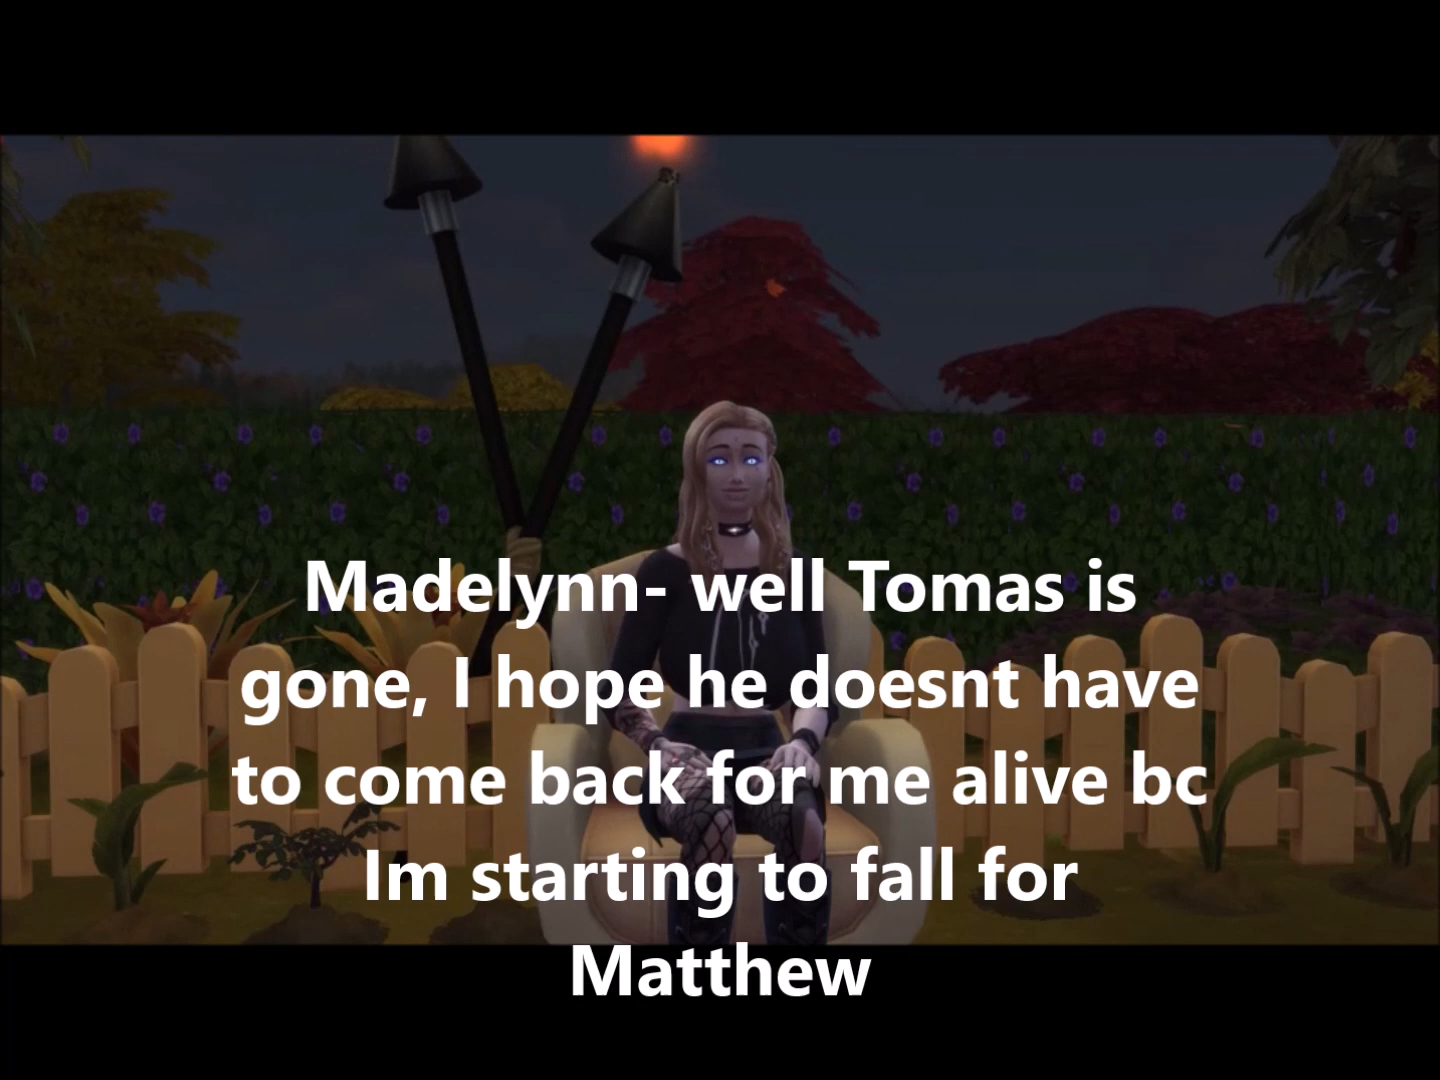 Madelynn- well Tomas is
gone, I hope he doesnt have
to come back for me alive bc
Im starting to fall for
Matthew